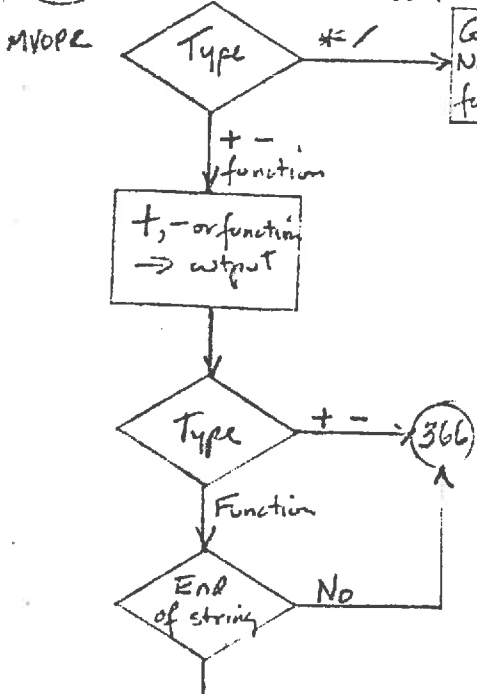 MVOPR
Type
* /
+ -
function
+, - or function
→ output
Type
+ -
366
Function
End
of string
No